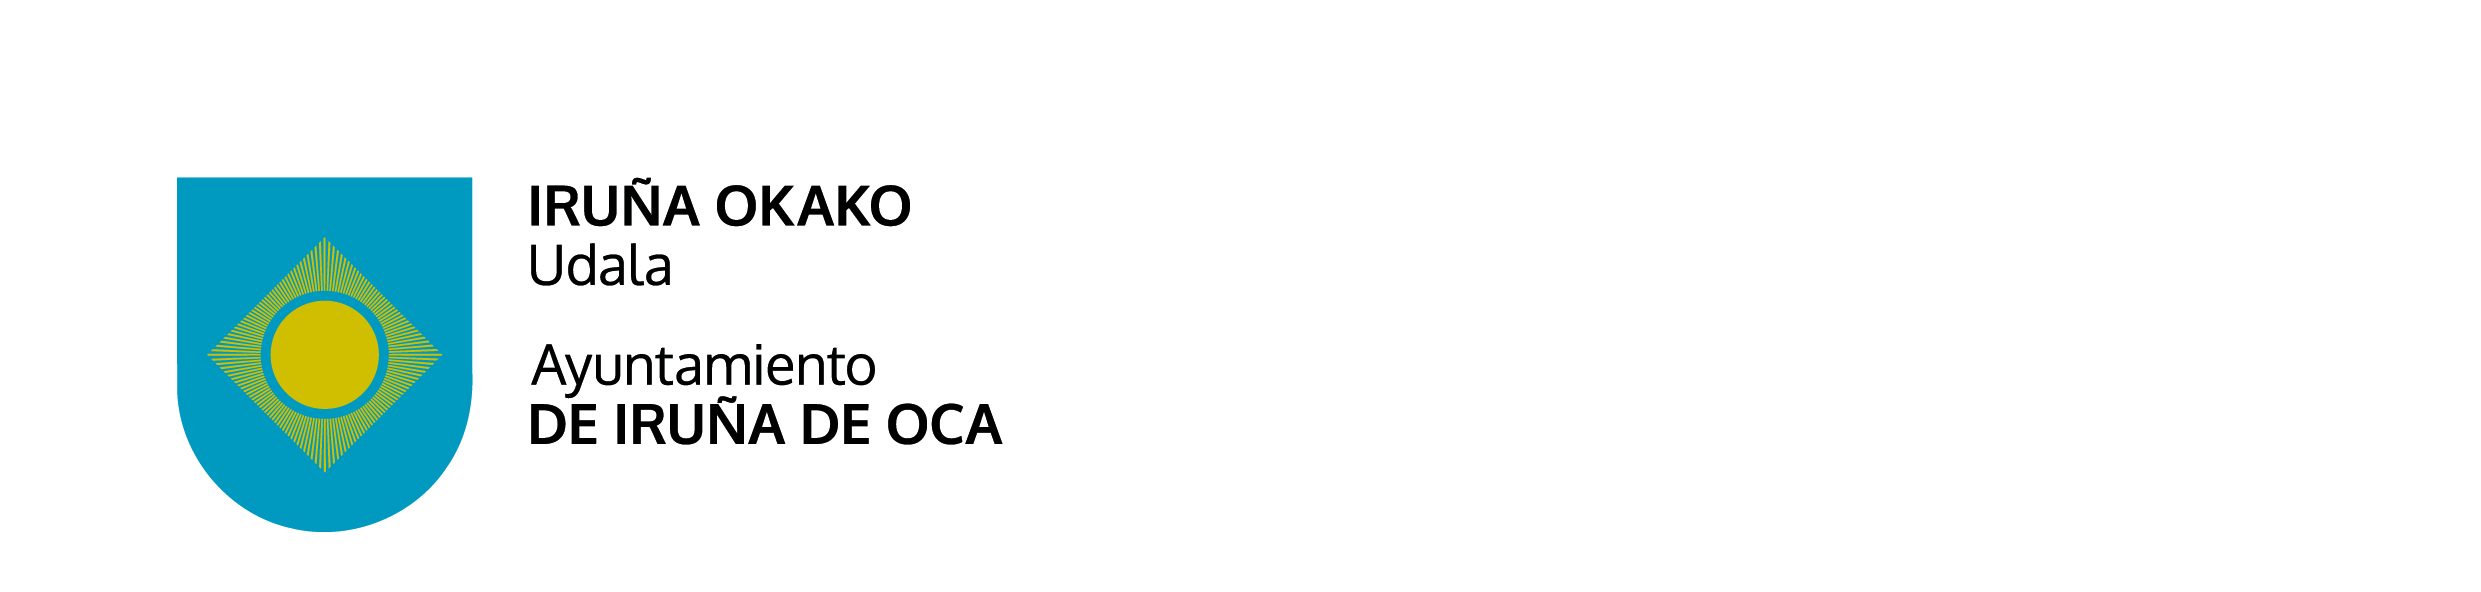 IRUÑA OKAKO
Udala
Ayuntamiento
DE IRUÑA DE OCA